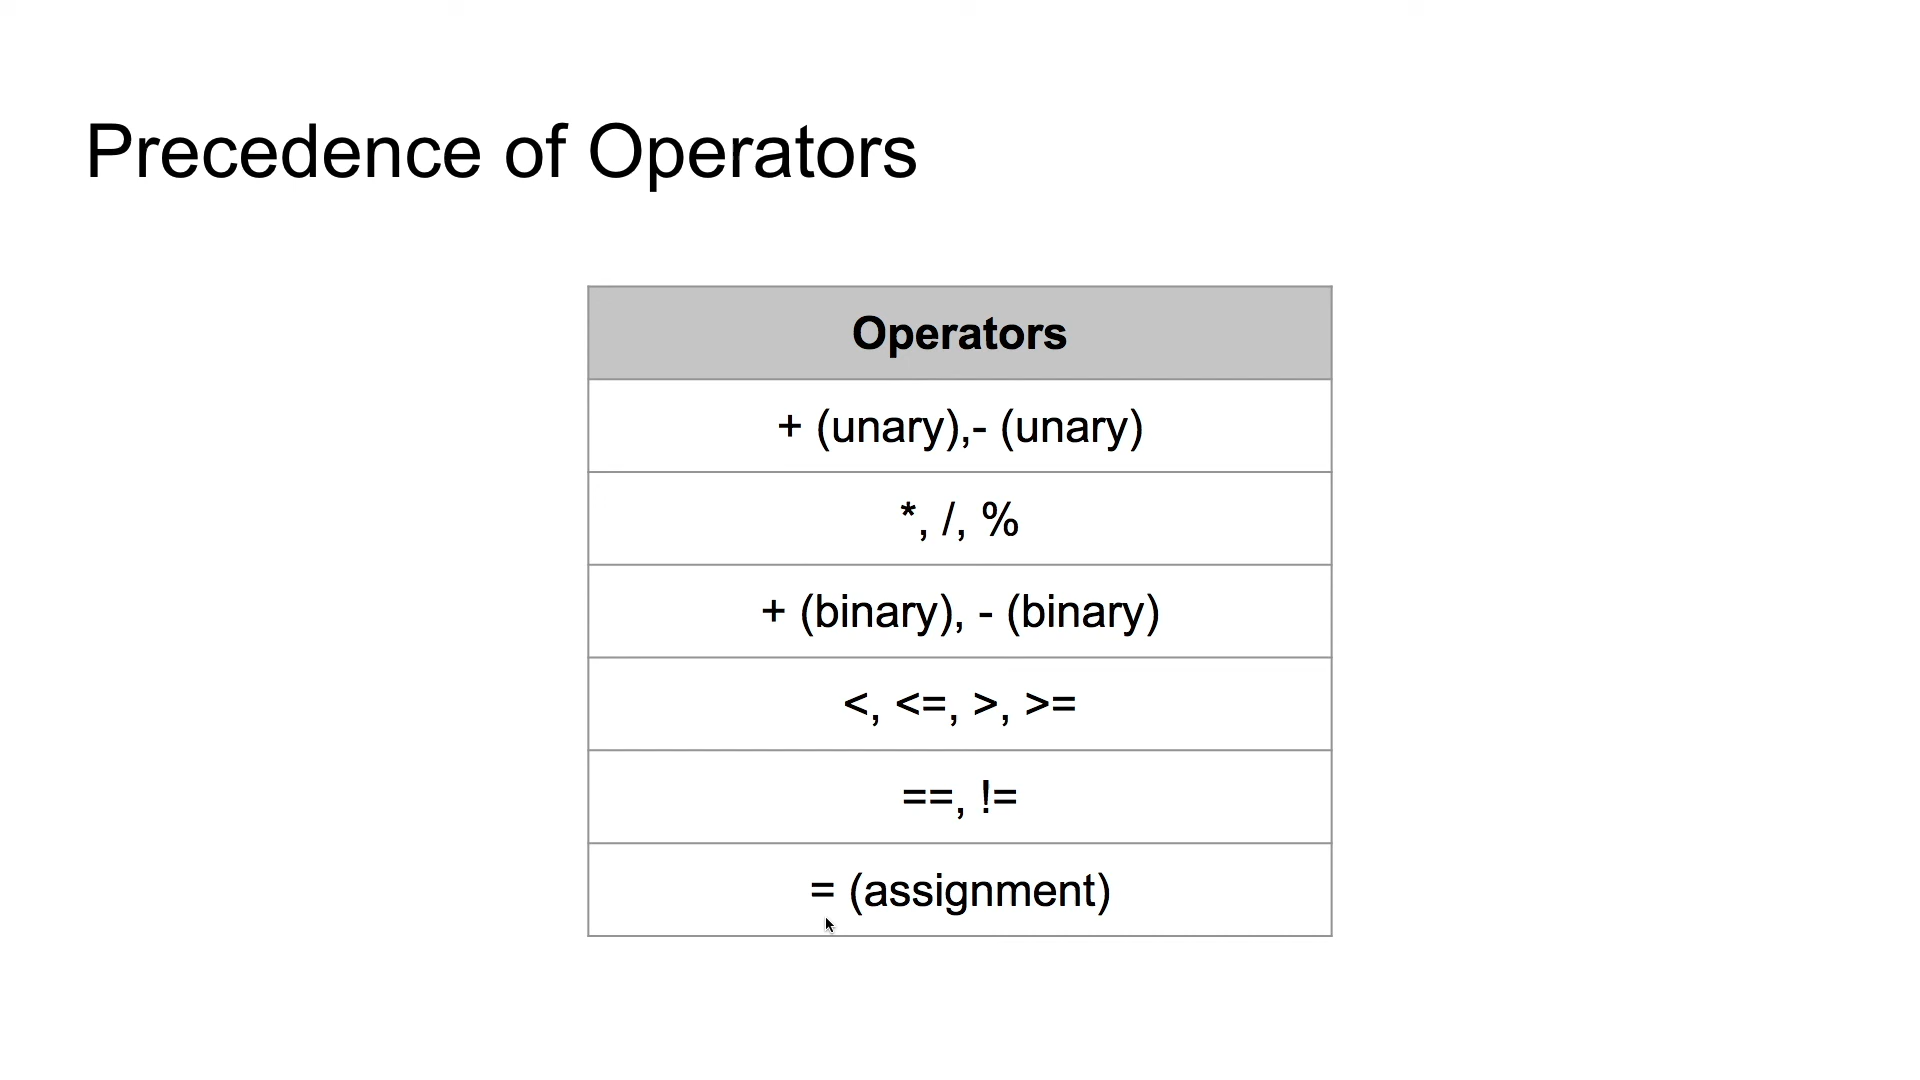 Precedence of Operators
Operators
+ (unary),- (unary)
*, /, %
+ (binary), - (binary)
<, <=, >, >=
==, !=
= (assignment)